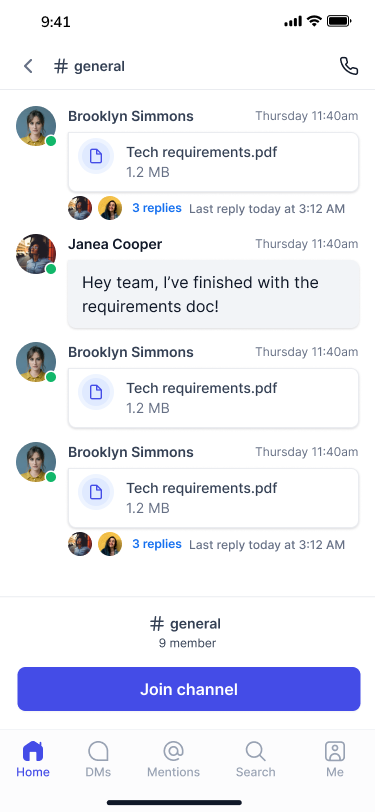 9:41
# general
Brooklyn Simmons Thursday 11:40am
Tech requirements.pdf
1.2 MB
3 replies Last reply today at 3:12 AM
Janea Cooper Thursday 11:40am
Hey team, I’ve finished with the
requirements doc!
Brooklyn Simmons Thursday 11:40am
Tech requirements.pdf
1.2 MB
Brooklyn Simmons Thursday 11:40am
Tech requirements.pdf
1.2 MB
3 replies Last reply today at 3:12 AM
# general
9 member
Join channel
Home DMs Mentions Search Me